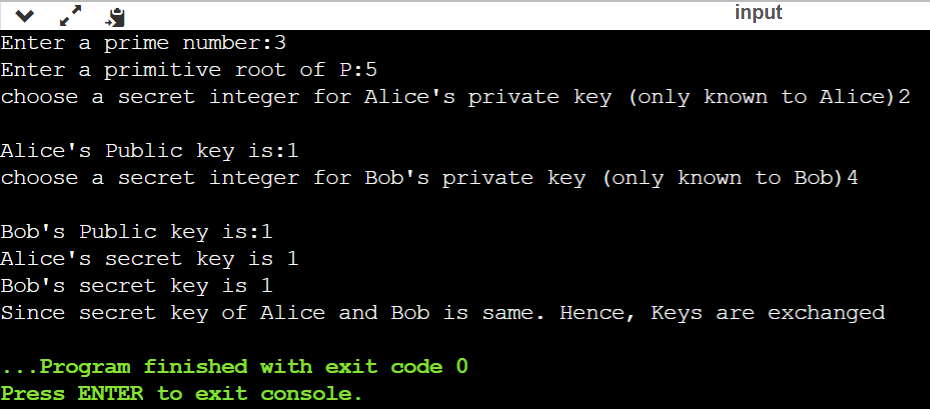 input
Enter a prime number:3
Enter a primitive root of P:5
choose a secret integer for Alice's private key (only known to Alice)2
Alice's Public key is:1
choose a secret integer for Bob's private key (only known to Bob)4
Bob's Public key is:1
Alice's secret key is 1
Bob's secret key is 1
Since secret key of Alice and Bob is same. Hence, Keys are exchanged
...Program finished with exit code 0
Press ENTER to exit console.